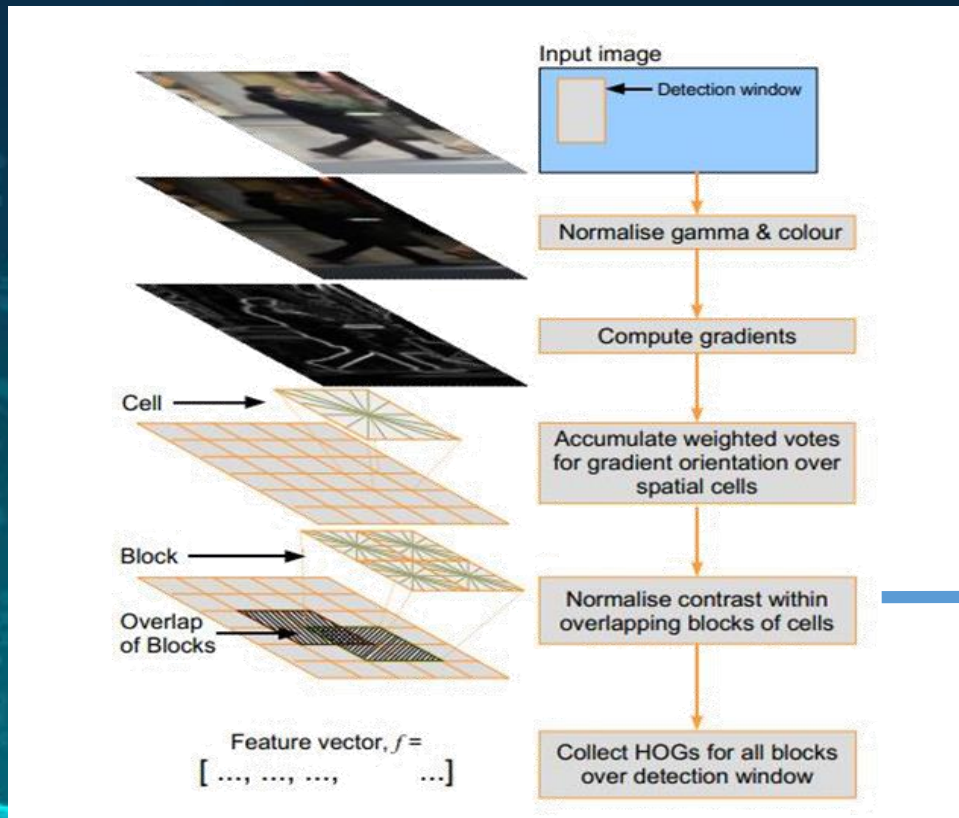 Input image
Detection window
Normalise gamma & colour
Compute gradients
Cell
Accumulate weighted votes
for gradient orientation over
spatial cells
Block
Normalise contrast within
overlapping blocks of cells
Overlap
of Blocks
Feature vector, f =
[ ..., ..., ..., ...]
Collect HOGs for all blocks
over detection window